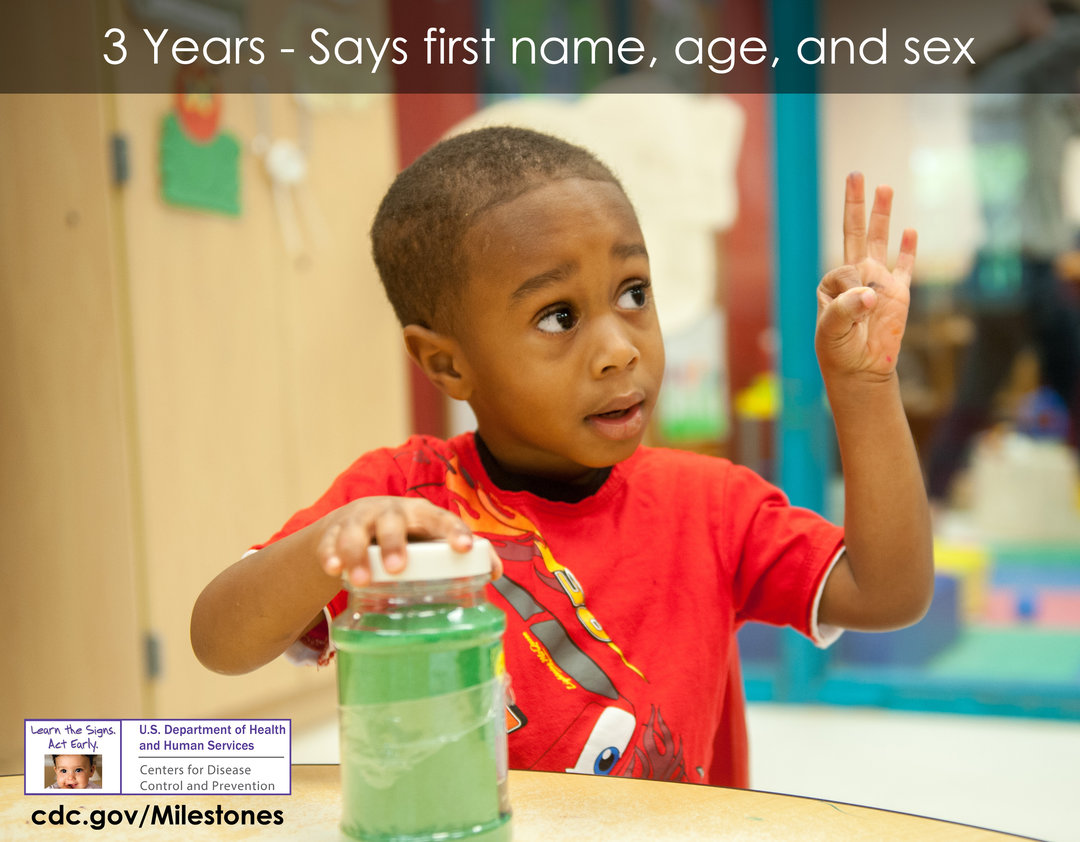 3 Years - Says first name, age, and sex
Learn the Signs.
Act Early.
U.S. Department of Health
and Human Services
Centers for Disease
Control and Prevention
cdc.gov/Milestones